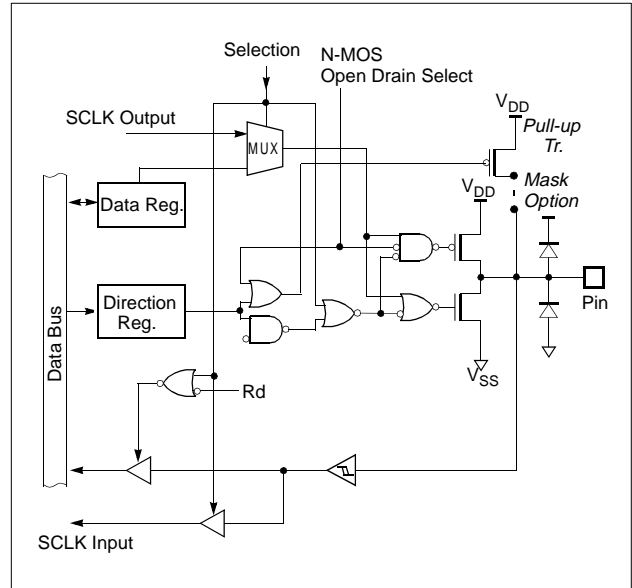 Selection
N-MOS
Open Drain Select
VDD
Pull-up
Tr.
SCLK Output
MUX
VDD
Mask
Option
Data Reg.
Data Bus
Direction
Reg.
Pin
VSS
Rd
SCLK Input